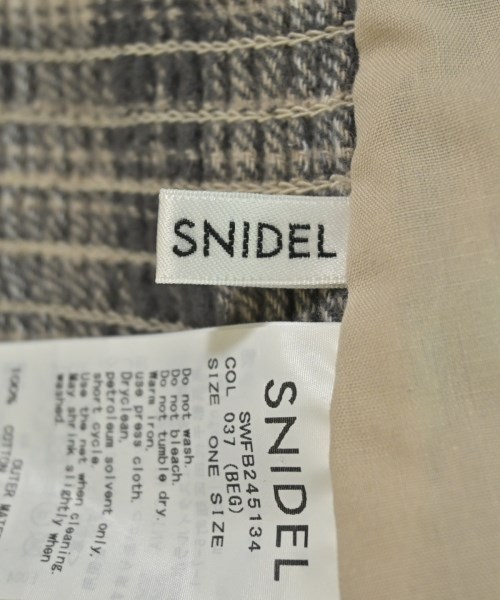 SNIDEL
SNIDEL
SWFB245134
COL 037 (BEG)
SIZE ONE SIZE
Do not wash.
Do not bleach.
Do not tumble dry.
Warm iron.
use press cloth.
Dryclean.
petroleum solvent only.
short cycle.
Use the net when cleaning.
May shrink slightly when
washed.
OUTER MATE
100% COTTON